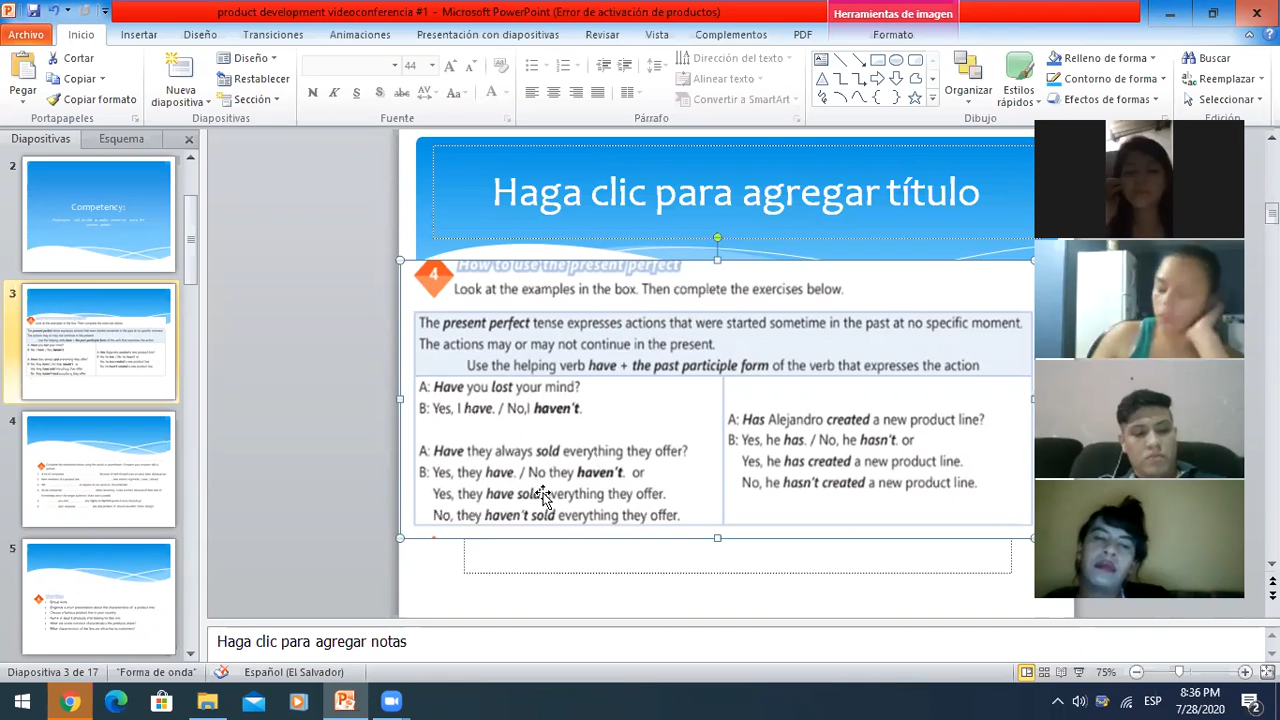 product development videoconferencia #1 - Microsoft PowerPoint (Error de activación de productos)
Herramientas de imagen
Archivo
Inicio
Insertar
Diseño
Transiciones
Animaciones
Presentación con diapositivas
Revisar
Vista
Complementos
PDF
Formato
Pegar
Cortar
Copiar
Copiar formato
Portapapeles
Nueva diapositiva
Diseño
Restablecer
Sección
Diapositivas
44
Fuente
Dirección del texto
Alinear texto
Convertir a SmartArt
Párrafo
Organizar
Estilos rápidos
Relleno de forma
Contorno de forma
Efectos de formas
Dibujo
Buscar
Reemplazar
Seleccionar
Edición
Diapositivas
Esquema
2
Competency:
3
4
5
Haga clic para agregar título
4
How to use the present perfect
Look at the examples in the box. Then complete the exercises below.
The present perfect tense expresses actions that were started sometime in the past at no specific moment.
The actions may or may not continue in the present.
Use the helping verb have + the past participle form of the verb that expresses the action
A: Have you lost your mind?
B: Yes, I have. / No,I haven't.
A: Have they always sold everything they offer?
B: Yes, they have. / No they haven't. or
Yes, they have sold everything they offer.
No, they haven't sold everything they offer.
A: Has Alejandro created a new product line?
B: Yes, he has. / No, he hasn't. or
Yes, he has created a new product line.
No, he hasn't created a new product line.
Haga clic para agregar notas
Diapositiva 3 de 17
"Forma de onda"
Español (El Salvador)
75%
ESP
8:36 PM
7/28/2020
2